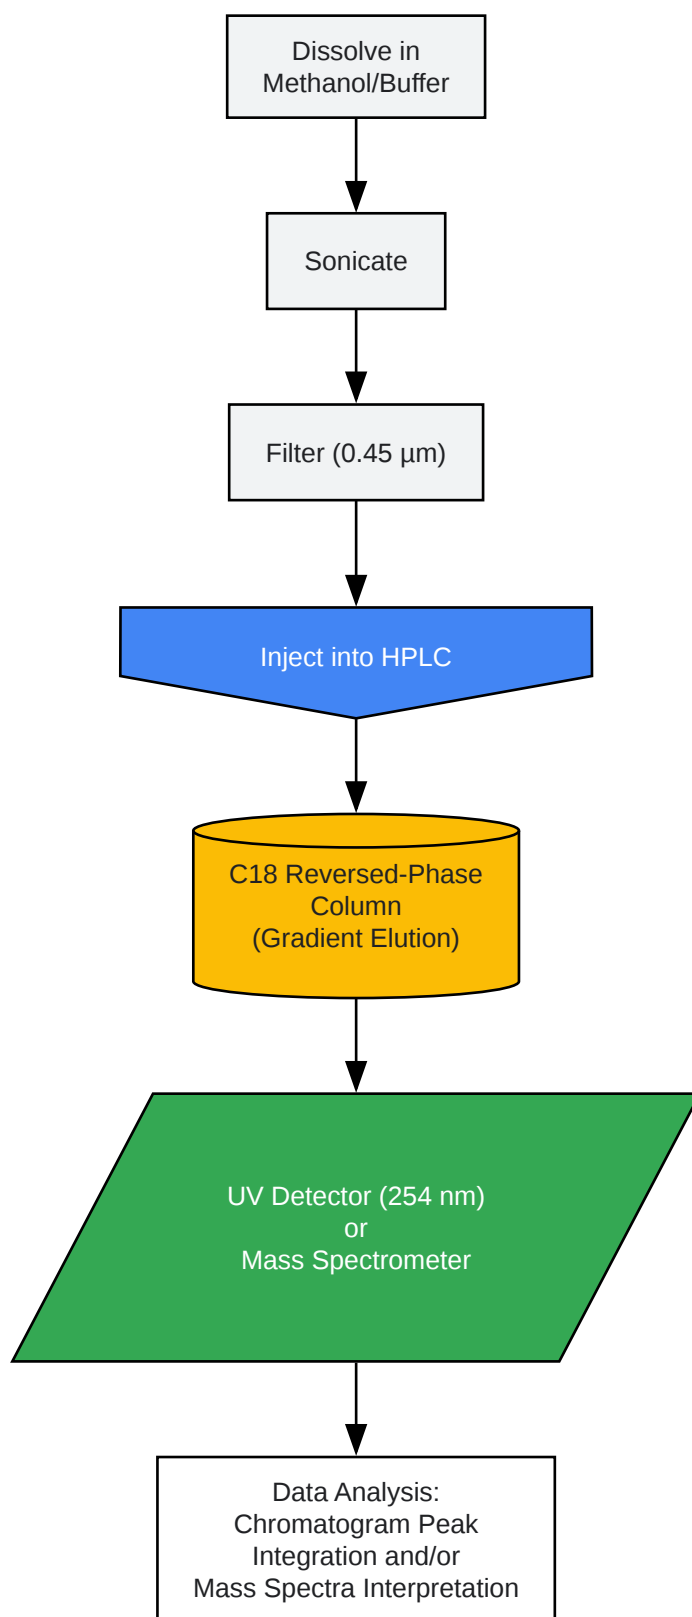 Dissolve in
Methanol/Buffer
Sonicate
Filter (0.45 µm)
Inject into HPLC
C18 Reversed-Phase
Column
(Gradient Elution)
UV Detector (254 nm)
or
Mass Spectrometer
Data Analysis:
Chromatogram Peak
Integration and/or
Mass Spectra Interpretation